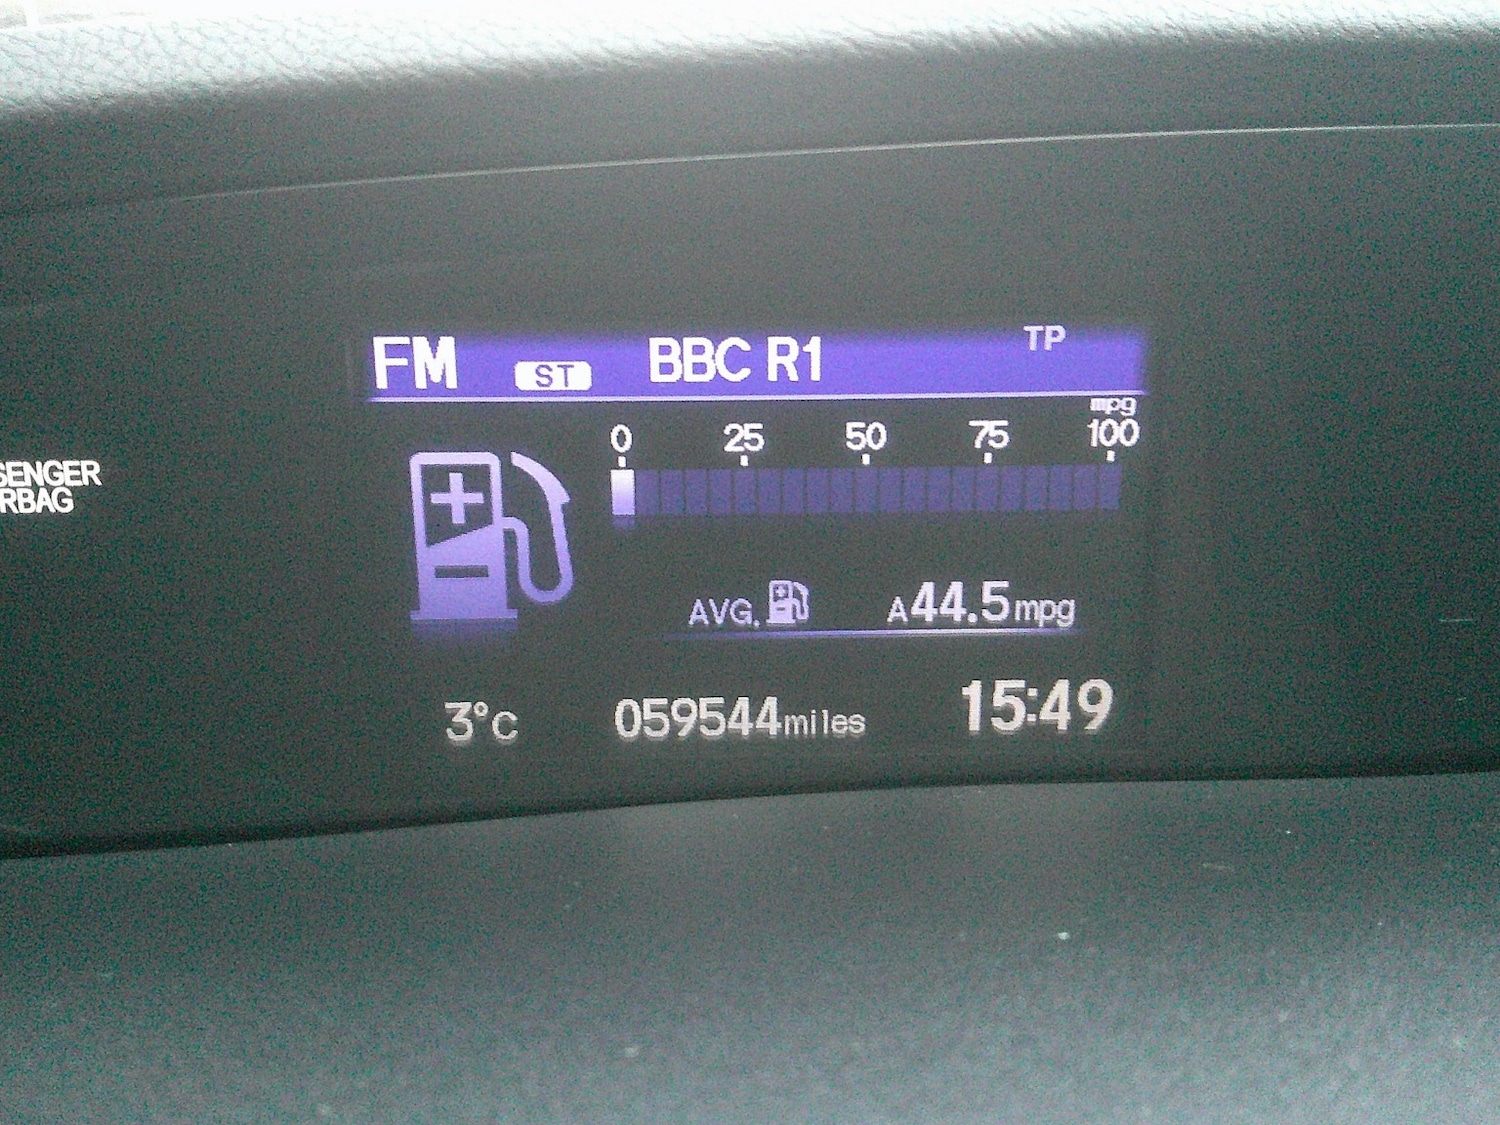 FM ST BBC R1 TP
mpg
0 25 50 75 100
SENGER
RBAG
AVG. A44.5mpg
3°C 059544miles 15:49